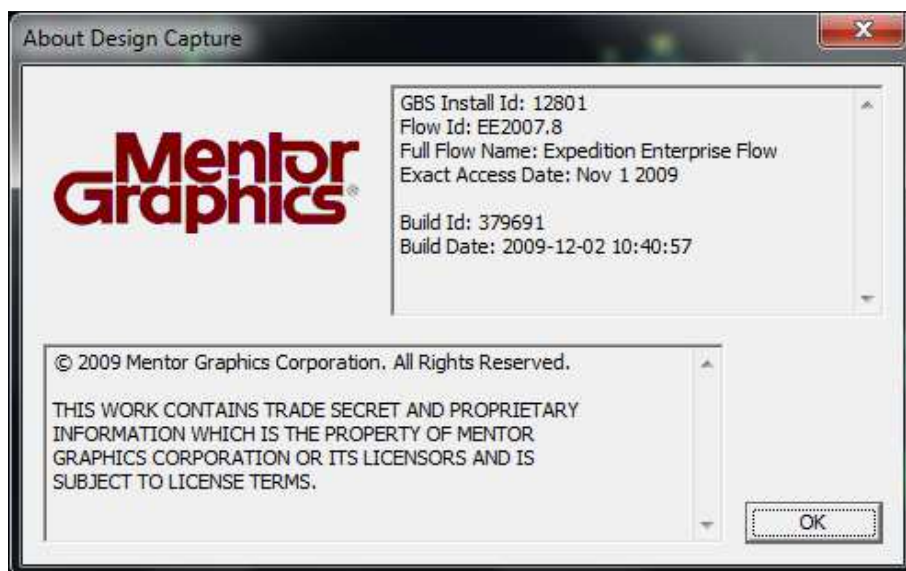 About Design Capture
Mentor
Graphics®
GBS Install Id: 12801
Flow Id: EE2007.8
Full Flow Name: Expedition Enterprise Flow
Exact Access Date: Nov 1 2009
Build Id: 379691
Build Date: 2009-12-02 10:40:57
© 2009 Mentor Graphics Corporation. All Rights Reserved.
THIS WORK CONTAINS TRADE SECRET AND PROPRIETARY
INFORMATION WHICH IS THE PROPERTY OF MENTOR
GRAPHICS CORPORATION OR ITS LICENSORS AND IS
SUBJECT TO LICENSE TERMS.
OK